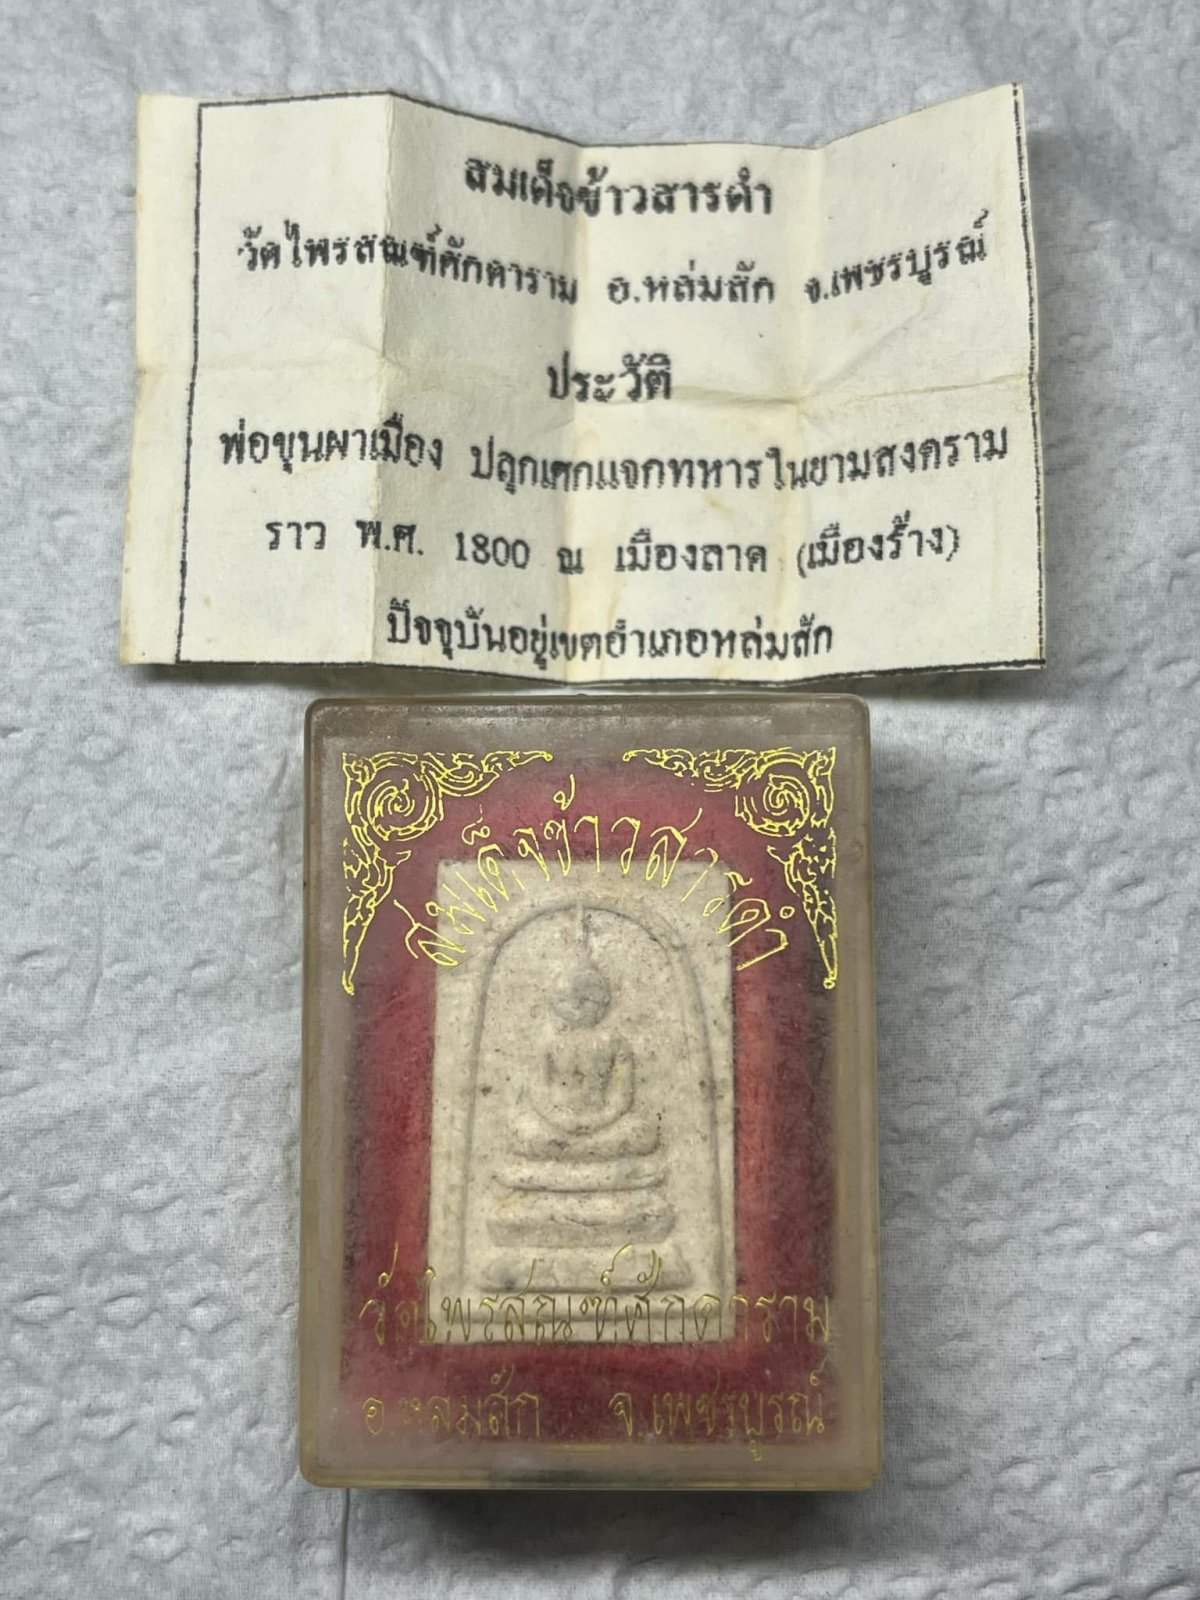 สมเด็จข้าวสารดำ
วัดไพรสณฑ์ศักดาราม อ.หล่มสัก จ.เพชรบูรณ์
ประวัติ
พ่อขุนผาเมือง ปลุกเศกแจกทหารในยามสงคราม
ราว พ.ศ. 1800 ณ เมืองลาด (เมืองร้าง)
ปัจจุบันอยู่เขตอำเภอหล่มสัก
สมเด็จข้าวสารดำ
วัดไพรสณฑ์ศักดาราม
อ.หล่มสัก จ.เพชรบูรณ์